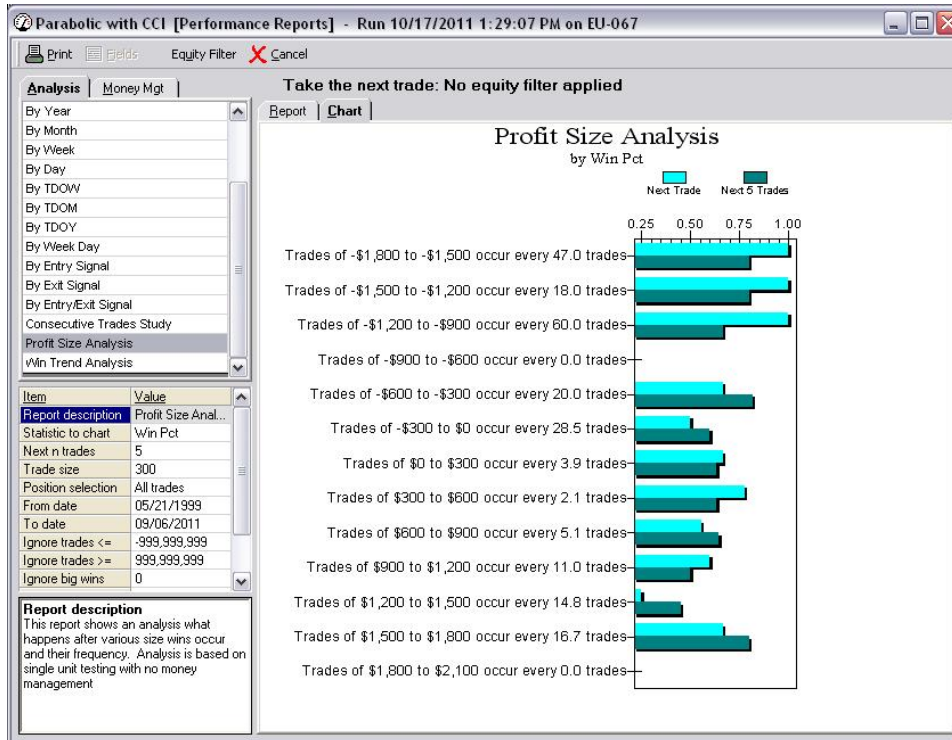 Parabolic with CCI [Performance Reports] - Run 10/17/2011 1:29:07 PM on EU-067
Print Fields Equity Filter Cancel
Analysis Money Mgt
Take the next trade: No equity filter applied
By Year
By Month
By Week
By Day
By TDOW
By TDOM
By TDOY
By Week Day
By Entry Signal
By Exit Signal
By Entry/Exit Signal
Consecutive Trades Study
Profit Size Analysis
Win Trend Analysis
Item Value
Report description Profit Size Anal...
Statistic to chart Win Pct
Next n trades 5
Trade size 300
Position selection All trades
From date 05/21/1999
To date 09/06/2011
Ignore trades <= -999,999,999
Ignore trades >= 999,999,999
Ignore big wins 0
Report description
This report shows an analysis what
happens after various size wins occur
and their frequency. Analysis is based on
single unit testing with no money
management
Report Chart
Profit Size Analysis
by Win Pct
Next Trade Next 5 Trades
0.25 0.50 0.75 1.00
Trades of -$1,800 to -$1,500 occur every 47.0 trades
Trades of -$1,500 to -$1,200 occur every 18.0 trades
Trades of -$1,200 to -$900 occur every 60.0 trades
Trades of -$900 to -$600 occur every 0.0 trades
Trades of -$600 to -$300 occur every 20.0 trades
Trades of -$300 to $0 occur every 28.5 trades
Trades of $0 to $300 occur every 3.9 trades
Trades of $300 to $600 occur every 2.1 trades
Trades of $600 to $900 occur every 5.1 trades
Trades of $900 to $1,200 occur every 11.0 trades
Trades of $1,200 to $1,500 occur every 14.8 trades
Trades of $1,500 to $1,800 occur every 16.7 trades
Trades of $1,800 to $2,100 occur every 0.0 trades